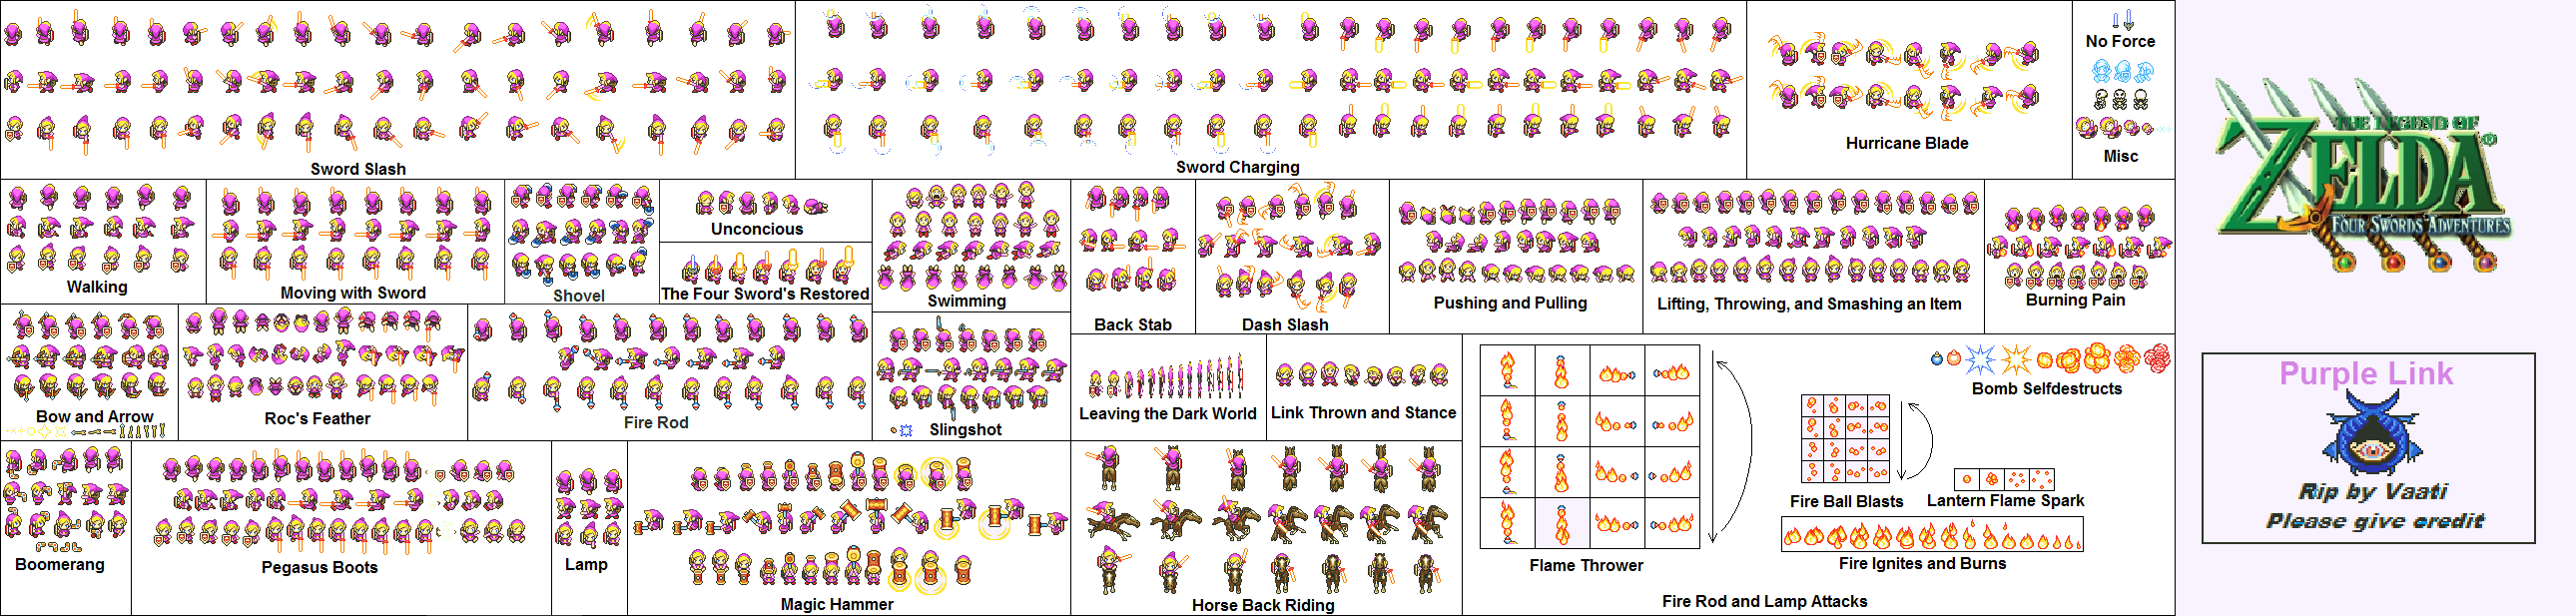 Sword Slash
Sword Charging
Hurricane Blade
No Force
Misc
Walking
Moving with Sword
Shovel
Unconcious
The Four Sword's Restored
Swimming
Back Stab
Dash Slash
Pushing and Pulling
Lifting, Throwing, and Smashing an Item
Burning Pain
Bow and Arrow
Roc's Feather
Fire Rod
Slingshot
Leaving the Dark World
Link Thrown and Stance
Boomerang
Pegasus Boots
Lamp
Magic Hammer
Horse Back Riding
Flame Thrower
Bomb Selfdestructs
Fire Ball Blasts
Lantern Flame Spark
Fire Ignites and Burns
Fire Rod and Lamp Attacks
THE LEGEND OF
ZELDA®
FOUR SWORDS ADVENTURES
Purple Link
Rip by Vaati
Please give credit